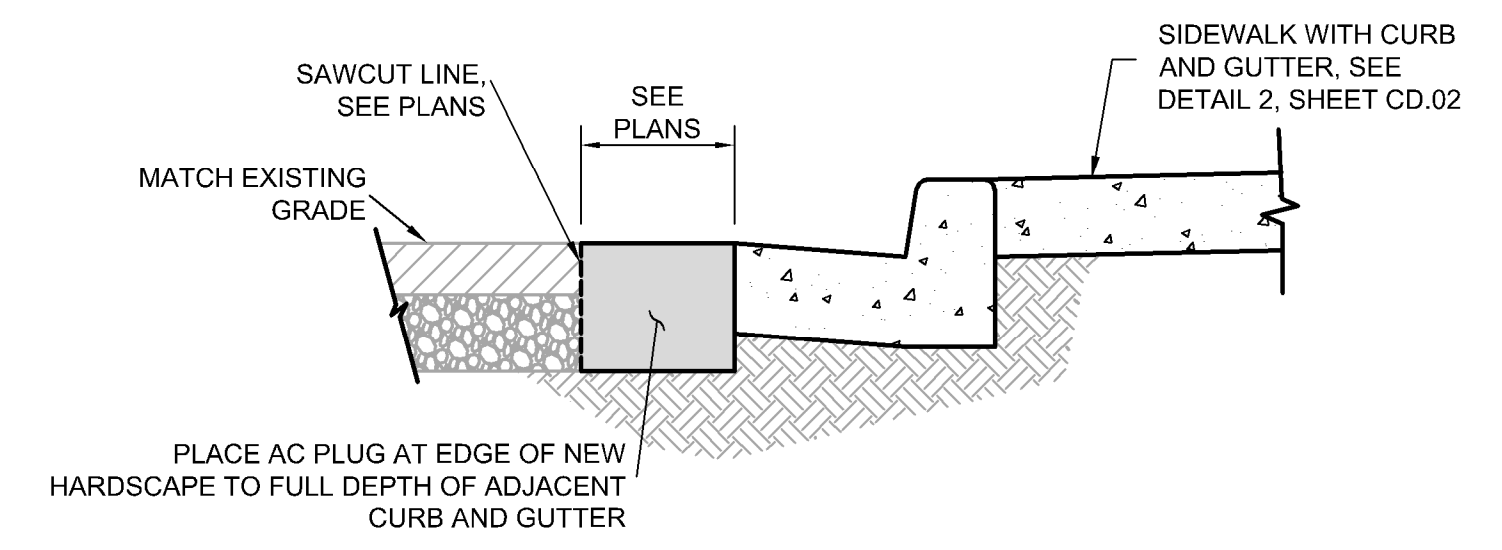 SIDEWALK WITH CURB
AND GUTTER, SEE
DETAIL 2, SHEET CD.02
SAWCUT LINE,
SEE PLANS
SEE
PLANS
MATCH EXISTING
GRADE
PLACE AC PLUG AT EDGE OF NEW
HARDSCAPE TO FULL DEPTH OF ADJACENT
CURB AND GUTTER